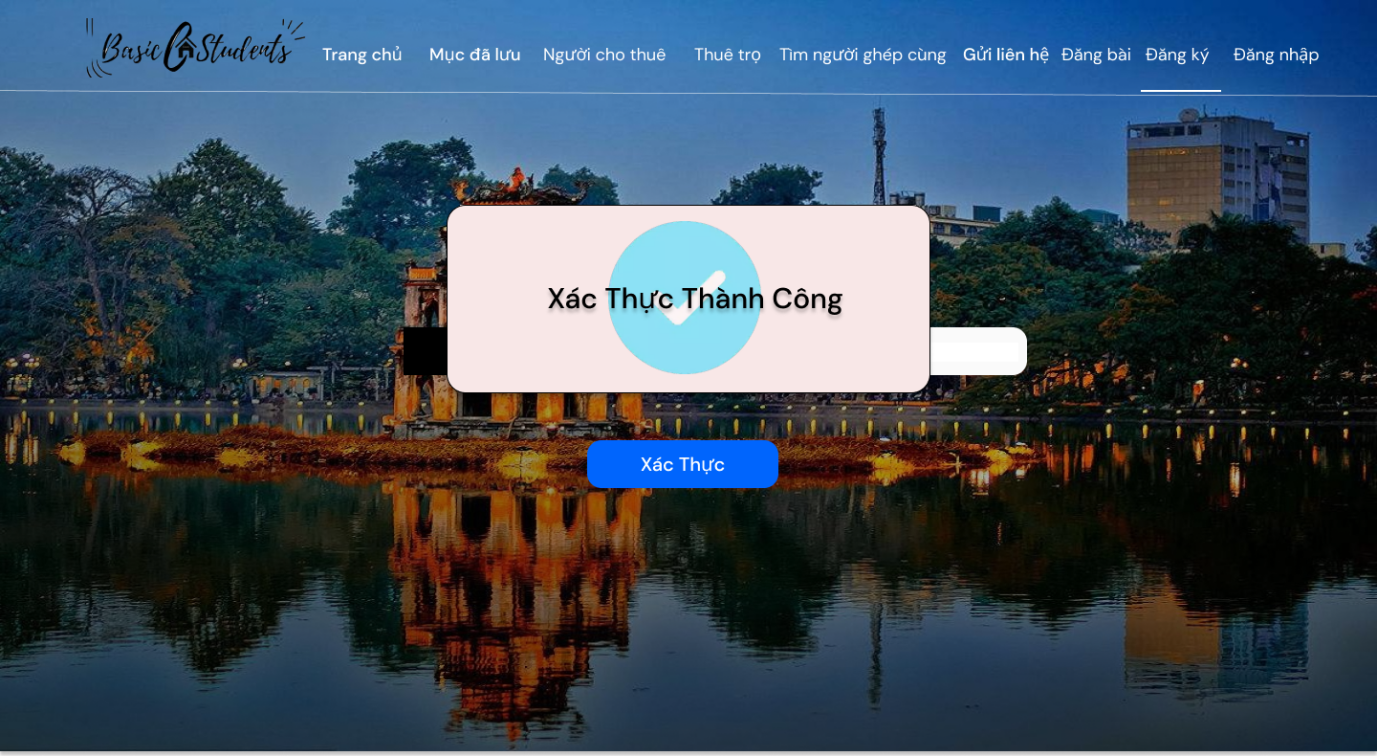 Basic Students
Trang chủ Mục đã lưu Người cho thuê Thuê trọ Tìm người ghép cùng Gửi liên hệ Đăng bài Đăng ký Đăng nhập
Xác Thực Thành Công
Xác Thực